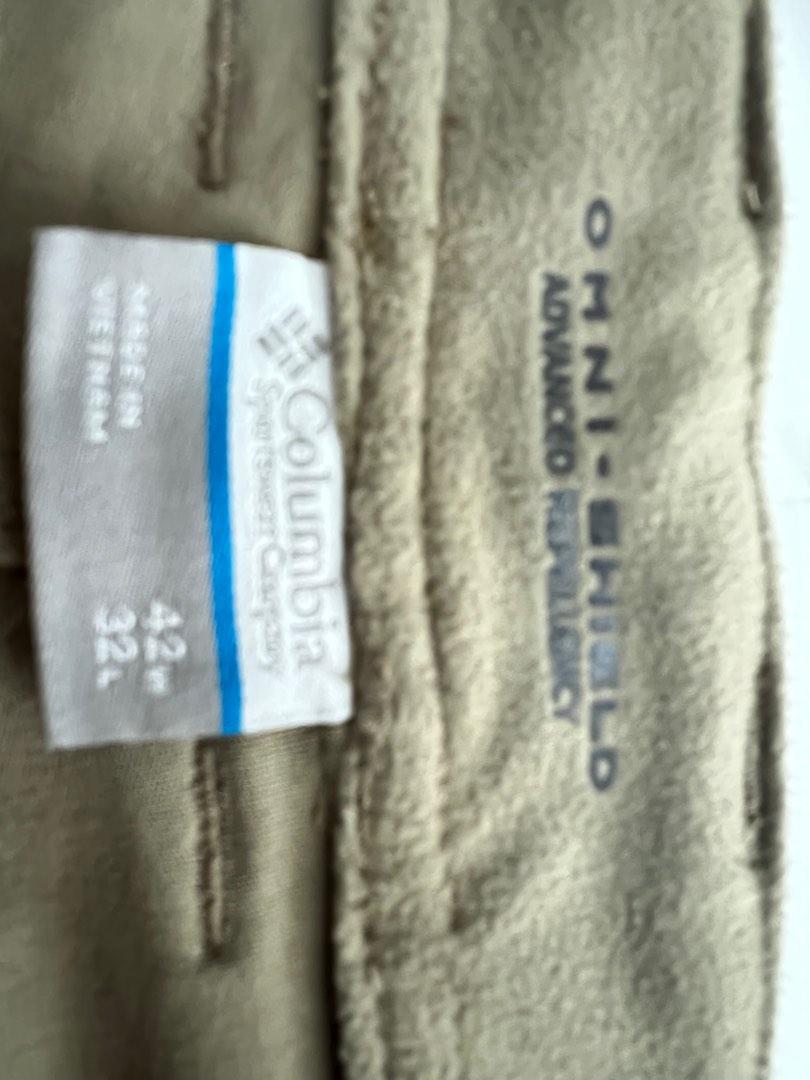 OMNI-SHIELD
ADVANCED REPELLENCY
Columbia
Sportswear Company
MADE IN
VIETNAM
42W
32L